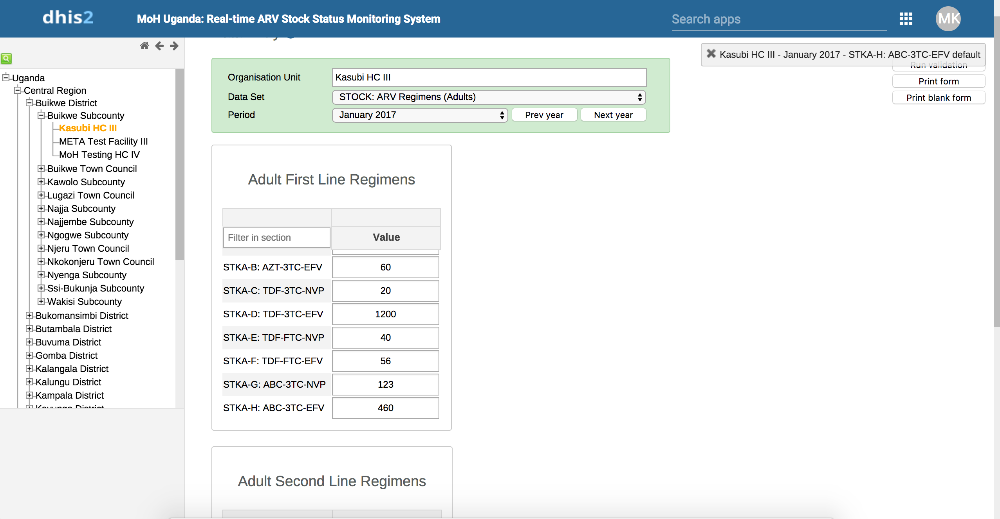 dhis2
MoH Uganda: Real-time ARV Stock Status Monitoring System
Search apps
MK
Uganda
Central Region
Buikwe District
Buikwe Subcounty
Kasubi HC III
META Test Facility III
MoH Testing HC IV
Buikwe Town Council
Kawolo Subcounty
Lugazi Town Council
Najja Subcounty
Najjembe Subcounty
Ngogwe Subcounty
Njeru Town Council
Nkokonjeru Town Council
Nyenga Subcounty
Ssi-Bukunja Subcounty
Wakisi Subcounty
Bukomansimbi District
Butambala District
Buvuma District
Gomba District
Kalangala District
Kalungu District
Kampala District
Kayunga District
Organisation Unit Kasubi HC III
Data Set STOCK: ARV Regimens (Adults)
Period January 2017 Prev year Next year
Kasubi HC III - January 2017 - STKA-H: ABC-3TC-EFV default
Run validation
Print form
Print blank form
Adult First Line Regimens
Filter in section Value
STKA-B: AZT-3TC-EFV 60
STKA-C: TDF-3TC-NVP 20
STKA-D: TDF-3TC-EFV 1200
STKA-E: TDF-FTC-NVP 40
STKA-F: TDF-FTC-EFV 56
STKA-G: ABC-3TC-NVP 123
STKA-H: ABC-3TC-EFV 460
Adult Second Line Regimens